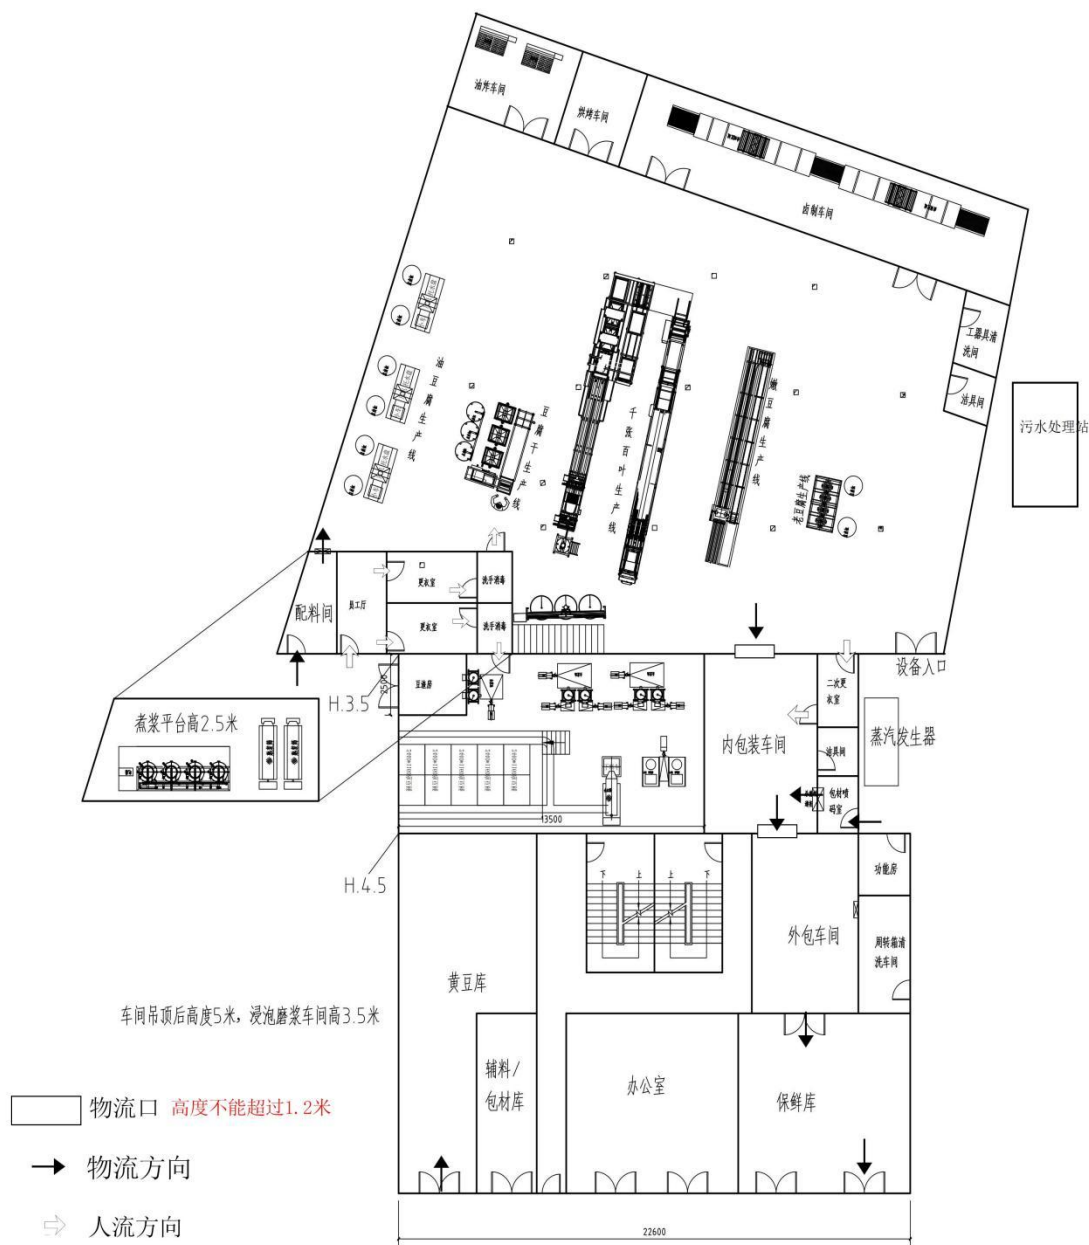 油炸车间
烘烤车间
卤制车间
工器具清
洗间
洁具间
污水处理站
油豆腐生产线
豆腐干生产线
千张百叶生产线
嫩豆腐生产线
老豆腐生产线
配料间
员工厅
更衣室
洗手消毒
更衣室
洗手消毒
设备入口
H.3.5
2500
豆渣房
内包装车间
二次更
衣室
洁具间
包材喷
码室
蒸汽发生器
煮浆平台高2.5米
13500
H.4.5
下
上
上
下
功能房
外包车间
周转箱清
洗车间
黄豆库
车间吊顶后高度5米,浸泡磨浆车间高3.5米
辅料/
包材库
办公室
保鲜库
物流口 高度不能超过1.2米
物流方向
人流方向
22600